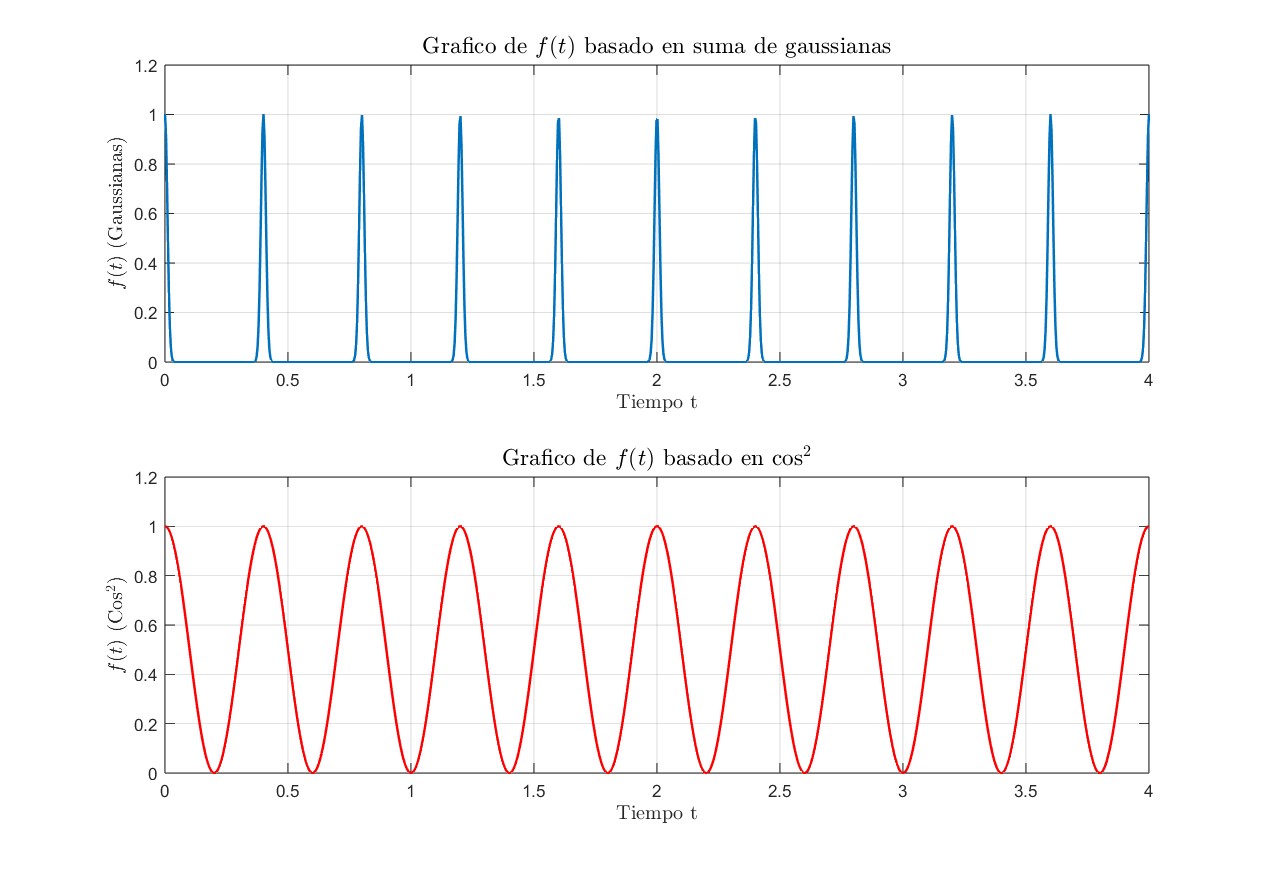 Grafico de f(t) basado en suma de gaussianas
f(t) (Gaussianas)
1.2
1
0.8
0.6
0.4
0.2
0
0 0.5 1 1.5 2 2.5 3 3.5 4
Tiempo t
Grafico de f(t) basado en cos²
f(t) (Cos²)
1.2
1
0.8
0.6
0.4
0.2
0
0 0.5 1 1.5 2 2.5 3 3.5 4
Tiempo t